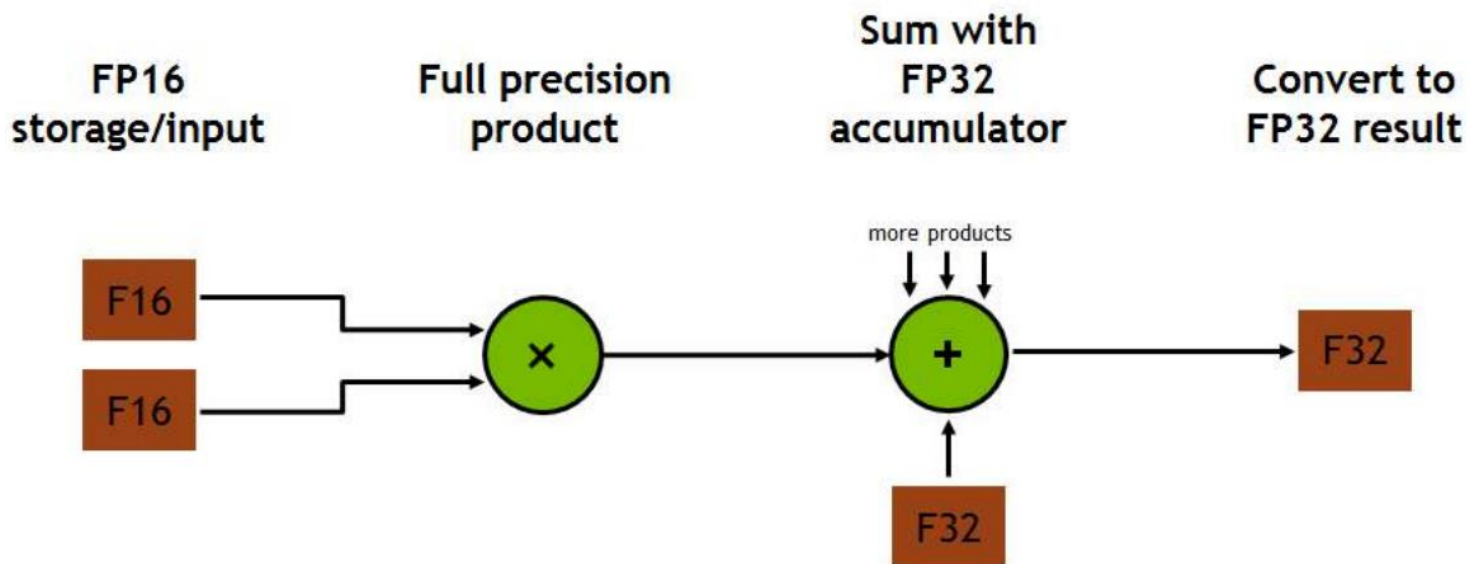 FP16
storage/input
Full precision
product
Sum with
FP32
accumulator
Convert to
FP32 result
more products
F16
F16
×
+
F32
F32